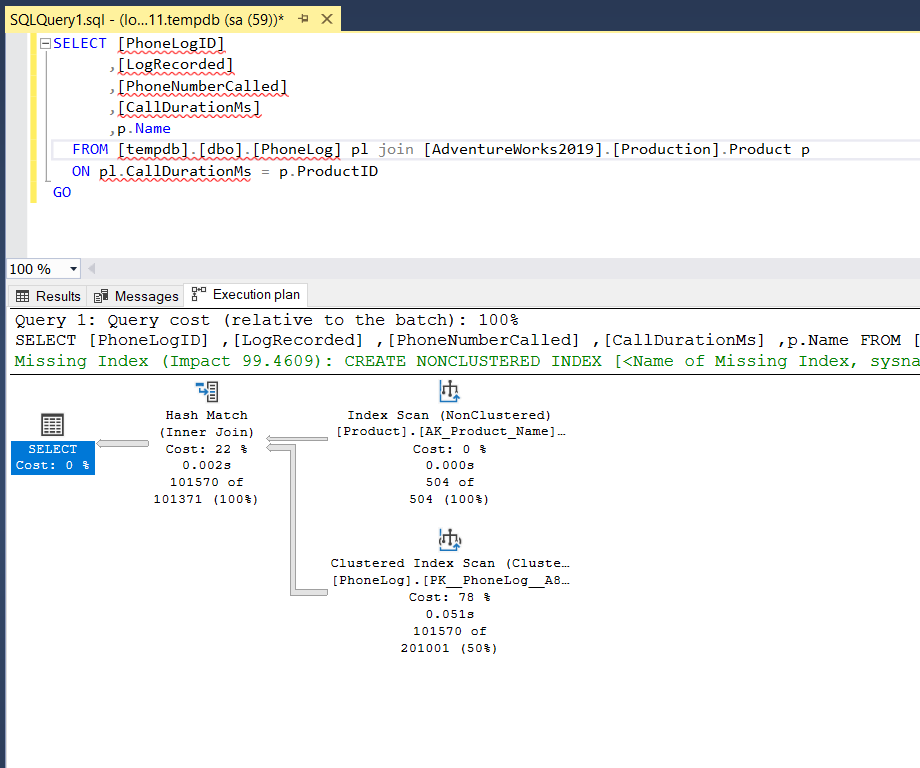 SQLQuery1.sql - (lo...11.tempdb (sa (59))*
SELECT [PhoneLogID]
,[LogRecorded]
,[PhoneNumberCalled]
,[CallDurationMs]
,p.Name
FROM [tempdb].[dbo].[PhoneLog] pl join [AdventureWorks2019].[Production].Product p
ON pl.CallDurationMs = p.ProductID
GO
100 %
Results Messages Execution plan
Query 1: Query cost (relative to the batch): 100%
SELECT [PhoneLogID] ,[LogRecorded] ,[PhoneNumberCalled] ,[CallDurationMs] ,p.Name FROM [
Missing Index (Impact 99.4609): CREATE NONCLUSTERED INDEX [<Name of Missing Index, sysna
SELECT
Cost: 0 %
Hash Match
(Inner Join)
Cost: 22 %
0.002s
101570 of
101371 (100%)
Index Scan (NonClustered)
[Product].[AK_Product_Name]…
Cost: 0 %
0.000s
504 of
504 (100%)
Clustered Index Scan (Cluste…
[PhoneLog].[PK__PhoneLog__A8…
Cost: 78 %
0.051s
101570 of
201001 (50%)